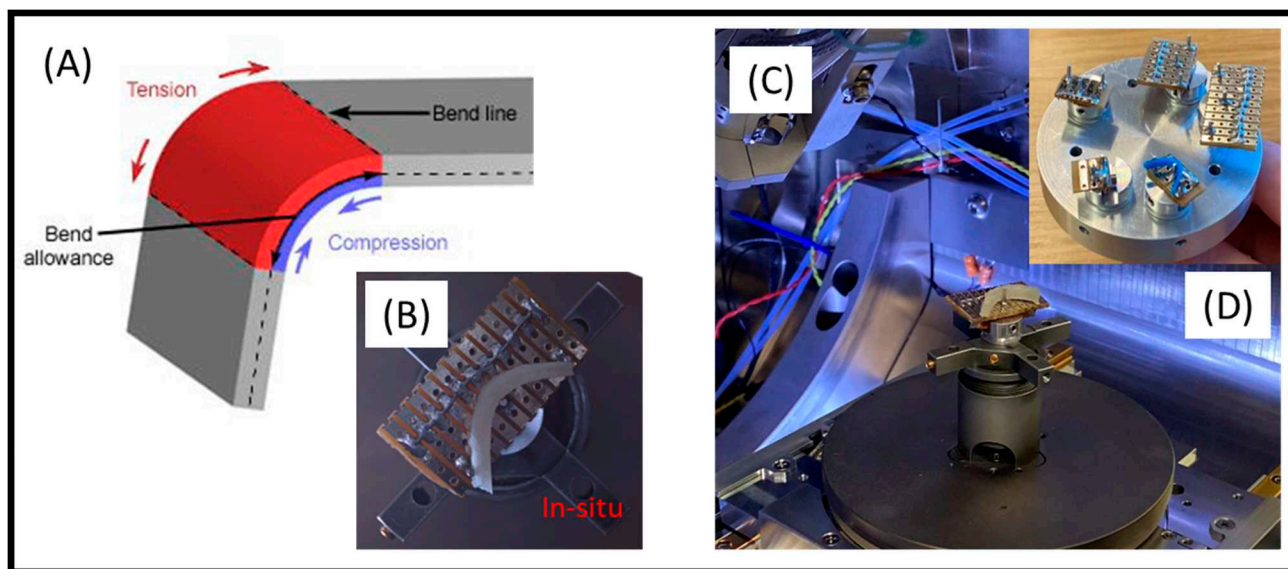 (A)
Tension
Bend line
Bend
allowance
Compression
(B)
In-situ
(C)
(D)